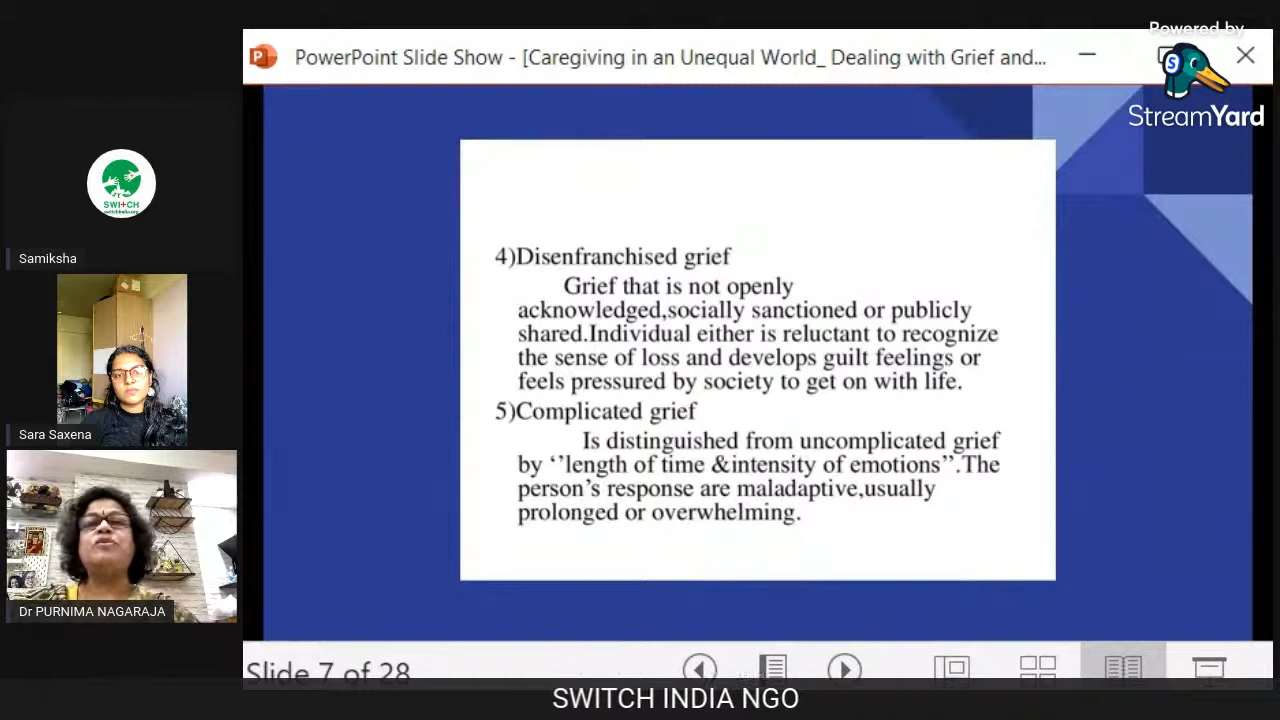 Powered by
PowerPoint Slide Show - [Caregiving in an Unequal World_ Dealing with Grief and...
StreamYard
SWI+CH
switchindia.org
Samiksha
Sara Saxena
Dr PURNIMA NAGARAJA
4)Disenfranchised grief
Grief that is not openly
acknowledged,socially sanctioned or publicly
shared.Individual either is reluctant to recognize
the sense of loss and develops guilt feelings or
feels pressured by society to get on with life.
5)Complicated grief
Is distinguished from uncomplicated grief
by ‘’length of time &intensity of emotions’’.The
person’s response are maladaptive,usually
prolonged or overwhelming.
Slide 7 of 28
SWITCH INDIA NGO